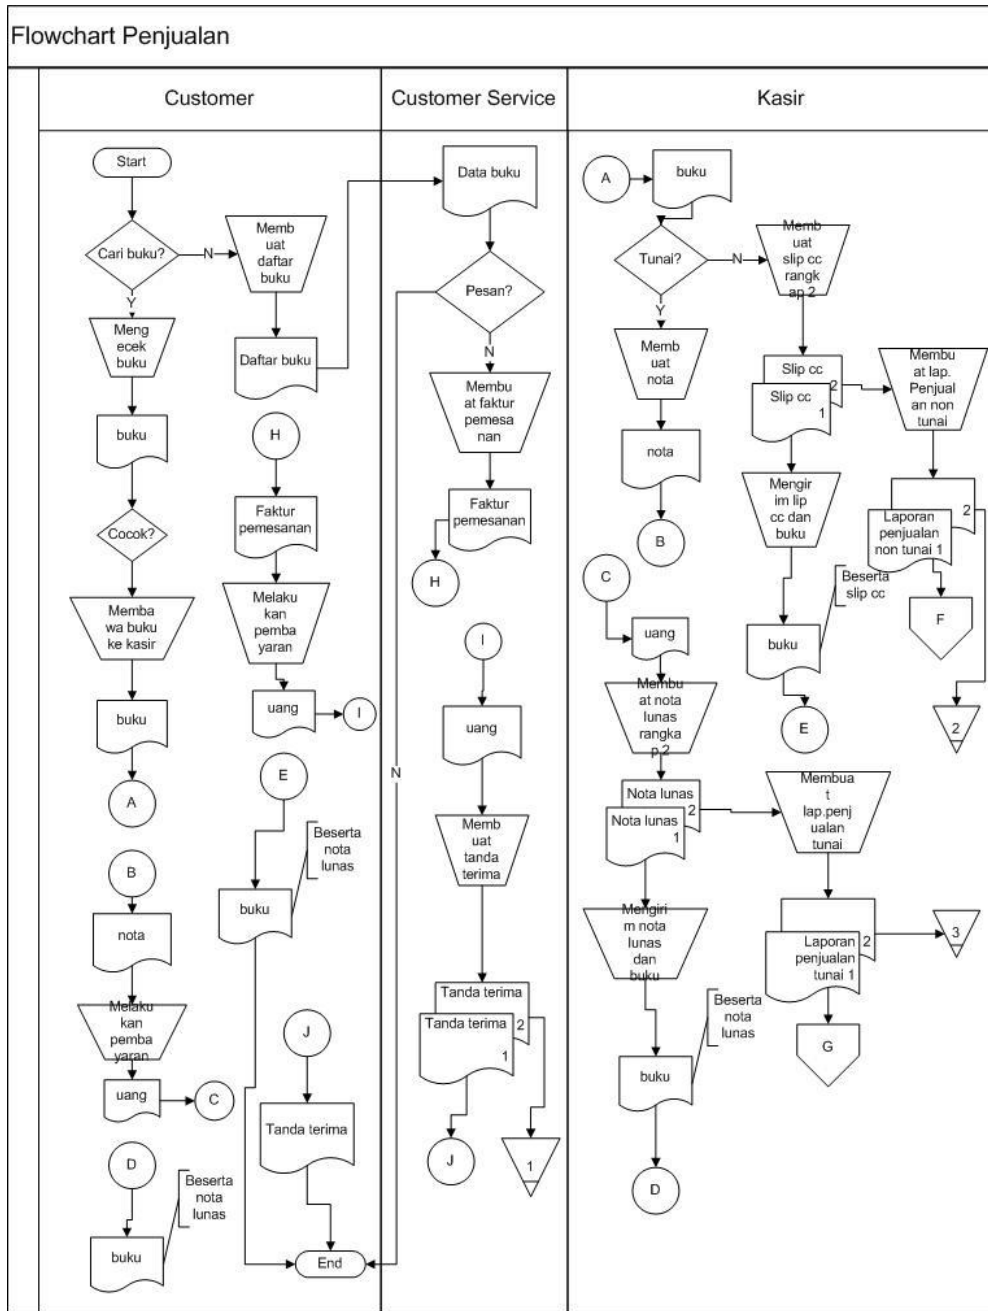 Flowchart Penjualan
Customer
Customer Service
Kasir
Start
Cari buku?
N
Y
Memb
uat
daftar
buku
Meng
ecek
buku
Daftar buku
buku
H
Cocok?
Faktur
pemesanan
Memba
wa buku
ke kasir
Melaku
kan
pemba
yaran
buku
uang
I
A
E
Beserta
nota
lunas
B
buku
nota
Melaku
kan
pemba
yaran
J
uang
C
Tanda terima
D
Beserta
nota
lunas
buku
End
Data buku
Pesan?
N
N
Membu
at faktur
pemesa
nan
Faktur
pemesanan
H
I
uang
Memb
uat
tanda
terima
Tanda terima
2
Tanda terima
1
J
1
A
buku
Tunai?
N
Y
Memb
uat
slip cc
rangk
ap 2
Memb
uat
nota
Slip cc
2
Slip cc
1
Membu
at lap.
Penjual
an non
tunai
nota
Mengir
im lip
cc dan
buku
2
Laporan
penjualan
non tunai 1
B
C
Beserta
slip cc
F
uang
buku
Membu
at nota
lunas
rangka
p 2
E
2
Nota lunas
2
Nota lunas
1
Membua
t
lap.penj
ualan
tunai
Mengiri
m nota
lunas
dan
buku
2
Laporan
penjualan
tunai 1
3
Beserta
nota
lunas
buku
G
D